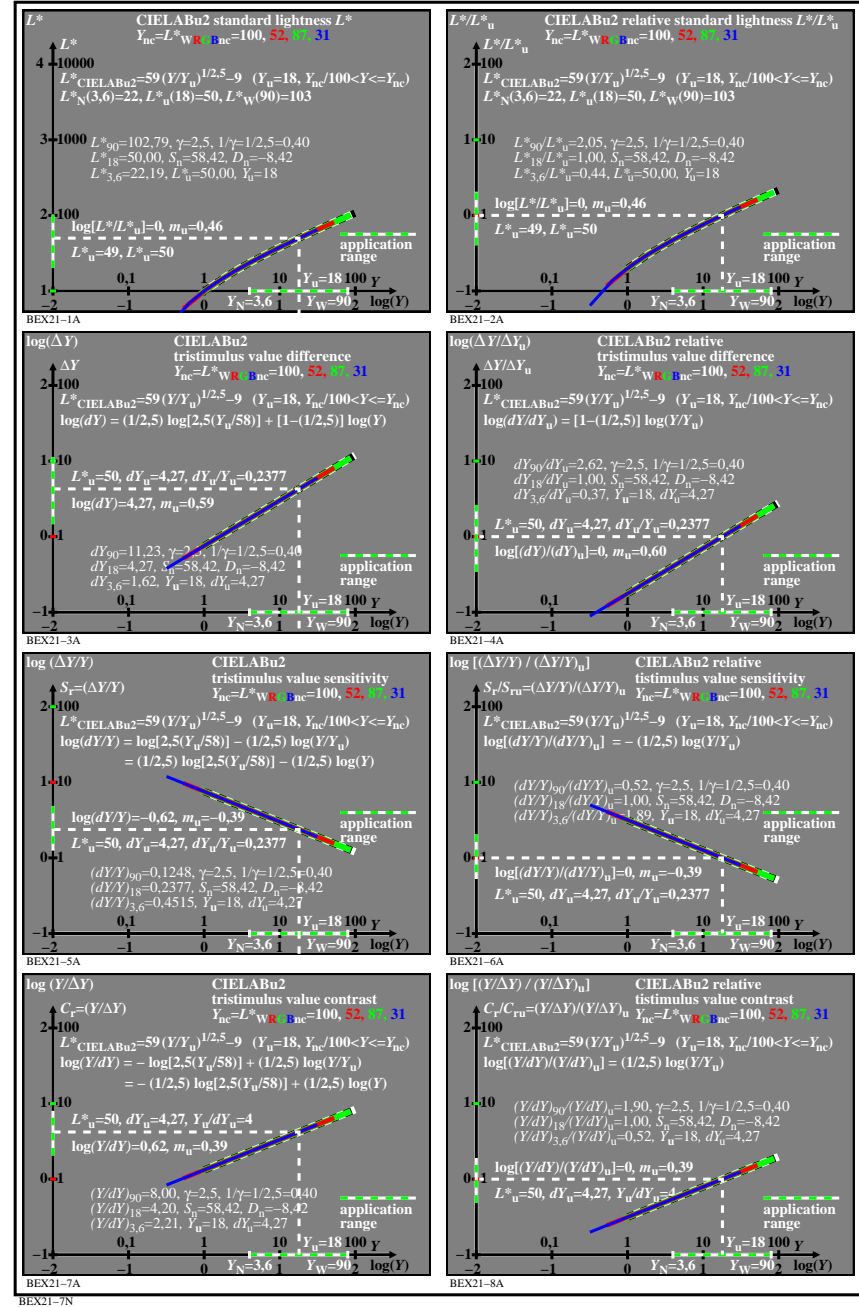 L* CIELABu2 standard lightness L*
Ync=L*WRGBnc=100, 52, 87, 31
L*
4 10000
L*CIELABu2=59(Y/Yu)1/2,5−9 (Yu=18, Ync/100<Y<=Ync)
L*N(3,6)=22, L*u(18)=50, L*W(90)=103
3 1000
L*90=102,79, γ=2,5, 1/γ=1/2,5=0,40
L*18=50,00, Sn=58,42, Dn=−8,42
L*3,6=22,19, L*u=50,00, Yu=18
2 100
log[L*/L*u]=0, mu=0,46
L*u=49, L*u=50
application
range
0,1 1 10 Yu=18 100 Y
1
−2 0 YN=3,6 1 YW=90 2 log(Y)
BEX21−1A
L*/L*u CIELABu2 relative standard lightness L*/L*u
Ync=L*WRGBnc=100, 52, 87, 31
L*/L*u
2 100
L*CIELABu2=59(Y/Yu)1/2,5−9 (Yu=18, Ync/100<Y<=Ync)
L*N(3,6)=22, L*u(18)=50, L*W(90)=103
1 10
L*90/L*u=2,05, γ=2,5, 1/γ=1/2,5=0,40
L*18/L*u=1,00, Sn=58,42, Dn=−8,42
L*3,6/L*u=0,44, L*u=50,00, Yu=18
0 1
log[L*/L*u]=0, mu=0,46
L*u=49, L*u=50
application
range
0,1 1 10 Yu=18 100 Y
−1
−2 0 YN=3,6 1 YW=90 2 log(Y)
BEX21−2A
log(ΔY) CIELABu2
tristimulus value difference
Ync=L*WRGBnc=100, 52, 87, 31
ΔY
2 100
L*CIELABu2=59(Y/Yu)1/2,5−9 (Yu=18, Ync/100<Y<=Ync)
log(dY) = (1/2,5) log[2,5(Yu/58)] + [1−(1/2,5)] log(Y)
1 10
L*u=50, dYu=4,27, dYu/Yu=0,2377
log(dY)=4,27, mu=0,59
0 1
dY90=11,23, γ=2,5, 1/γ=1/2,5=0,40
dY18=4,27, Sn=58,42, Dn=−8,42
dY3,6=1,62, Yu=18, dYu=4,27
application
range
0,1 1 10 Yu=18 100 Y
−1
−2 0 YN=3,6 1 YW=90 2 log(Y)
BEX21−3A
log(ΔY/ΔYu) CIELABu2 relative
tristimulus value difference
Ync=L*WRGBnc=100, 52, 87, 31
ΔY/ΔYu
2 100
L*CIELABu2=59(Y/Yu)1/2,5−9 (Yu=18, Ync/100<Y<=Ync)
log(dY/dYu) = [1−(1/2,5)] log(Y/Yu)
1 10
dY90/dYu=2,62, γ=2,5, 1/γ=1/2,5=0,40
dY18/dYu=1,00, Sn=58,42, Dn=−8,42
dY3,6/dYu=0,37, Yu=18, dYu=4,27
L*u=50, dYu=4,27, dYu/Yu=0,2377
0 1
log[(dY)/(dY)u]=0, mu=0,60
application
range
0,1 1 10 Yu=18 100 Y
−1
−2 0 YN=3,6 1 YW=90 2 log(Y)
BEX21−4A
log (ΔY/Y) CIELABu2
tristimulus value sensitivity
Sr=(ΔY/Y) Ync=L*WRGBnc=100, 52, 87, 31
2 100
L*CIELABu2=59(Y/Yu)1/2,5−9 (Yu=18, Ync/100<Y<=Ync)
log(dY/Y) = log[2,5(Yu/58)] − (1/2,5) log(Y/Yu)
= (1/2,5) log[2,5(Yu/58)] − (1/2,5) log(Y)
1 10
log(dY/Y)=−0,62, mu=−0,39
L*u=50, dYu=4,27, dYu/Yu=0,2377
application
range
0 1
(dY/Y)90=0,1248, γ=2,5, 1/γ=1/2,5=0,40
(dY/Y)18=0,2377, Sn=58,42, Dn=−8,42
(dY/Y)3,6=0,4515, Yu=18, dYu=4,27
0,1 1 10 Yu=18 100 Y
−1
−2 0 YN=3,6 1 YW=90 2 log(Y)
BEX21−5A
log [(ΔY/Y) / (ΔY/Y)u] CIELABu2 relative
tistimulus value sensitivity
Sr/Sru=(ΔY/Y)/(ΔY/Y)u Ync=L*WRGBnc=100, 52, 87, 31
2 100
L*CIELABu2=59(Y/Yu)1/2,5−9 (Yu=18, Ync/100<Y<=Ync)
log[(dY/Y)/(dY/Y)u] = − (1/2,5) log(Y/Yu)
1 10
(dY/Y)90/(dY/Y)u=0,52, γ=2,5, 1/γ=1/2,5=0,40
(dY/Y)18/(dY/Y)u=1,00, Sn=58,42, Dn=−8,42
(dY/Y)3,6/(dY/Y)u=1,89, Yu=18, dYu=4,27
application
range
0 1
log[(dY/Y)/(dY/Y)u]=0, mu=−0,39
L*u=50, dYu=4,27, dYu/Yu=0,2377
0,1 1 10 Yu=18 100 Y
−1
−2 0 YN=3,6 1 YW=90 2 log(Y)
BEX21−6A
log (Y/ΔY) CIELABu2
tristimulus value contrast
Cr=(Y/ΔY) Ync=L*WRGBnc=100, 52, 87, 31
2 100
L*CIELABu2=59(Y/Yu)1/2,5−9 (Yu=18, Ync/100<Y<=Ync)
log(Y/dY) = − log[2,5(Yu/58)] + (1/2,5) log(Y/Yu)
= − (1/2,5) log[2,5(Yu/58)] + (1/2,5) log(Y)
1 10
L*u=50, dYu=4,27, Yu/dYu=4
log(Y/dY)=0,62, mu=0,39
0 1
(Y/dY)90=8,00, γ=2,5, 1/γ=1/2,5=0,40
(Y/dY)18=4,20, Sn=58,42, Dn=−8,42
(Y/dY)3,6=2,21, Yu=18, dYu=4,27
application
range
0,1 1 10 Yu=18 100 Y
−1
−2 0 YN=3,6 1 YW=90 2 log(Y)
BEX21−7A
log [(Y/ΔY) / (Y/ΔY)u] CIELABu2 relative
tistimulus value contrast
Cr/Cru=(Y/ΔY)/(Y/ΔY)u Ync=L*WRGBnc=100, 52, 87, 31
2 100
L*CIELABu2=59(Y/Yu)1/2,5−9 (Yu=18, Ync/100<Y<=Ync)
log[(Y/dY)/(Y/dY)u] = (1/2,5) log(Y/Yu)
1 10
(Y/dY)90/(Y/dY)u=1,90, γ=2,5, 1/γ=1/2,5=0,40
(Y/dY)18/(Y/dY)u=1,00, Sn=58,42, Dn=−8,42
(Y/dY)3,6/(Y/dY)u=0,52, Yu=18, dYu=4,27
log[(Y/dY)/(Y/dY)u]=0, mu=0,39
0 1
L*u=50, dYu=4,27, Yu/dYu=4
application
range
0,1 1 10 Yu=18 100 Y
−1
−2 0 YN=3,6 1 YW=90 2 log(Y)
BEX21−8A
BEX21−7N